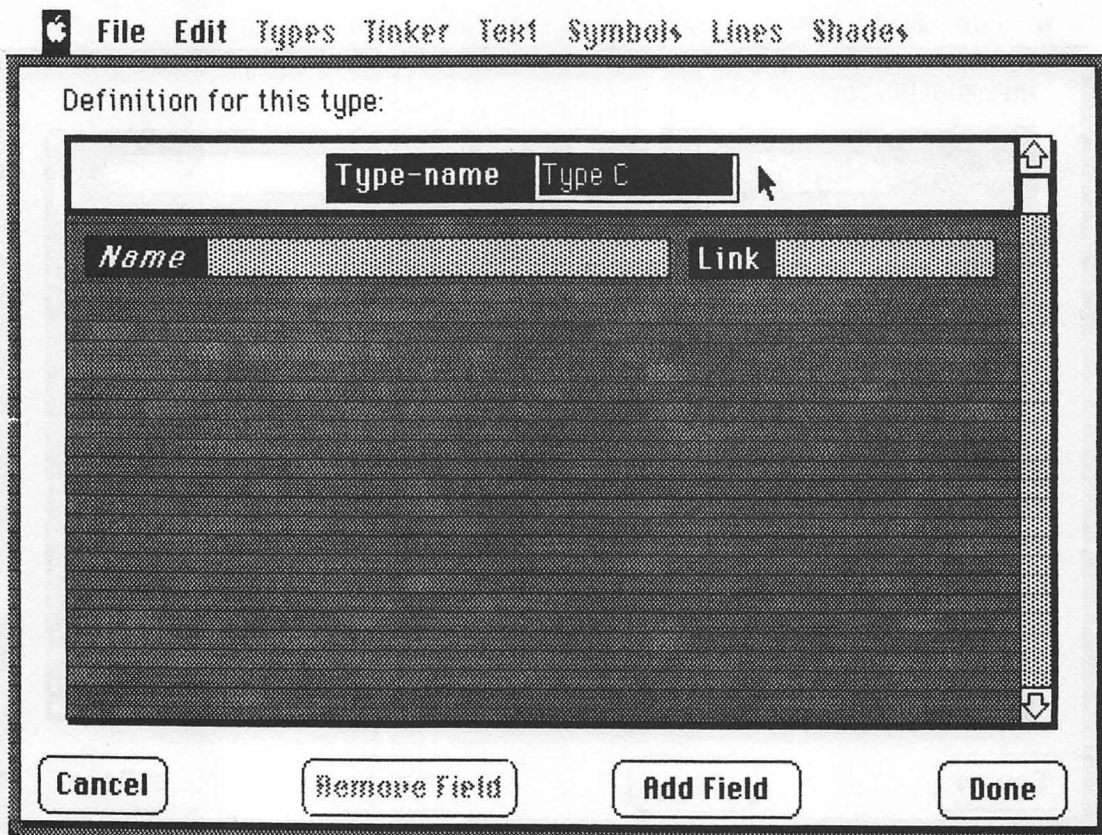 File Edit Types Tinker Text Symbols Lines Shades
Definition for this type:
Type-name Type C
Name Link
Cancel Remove Field Add Field Done